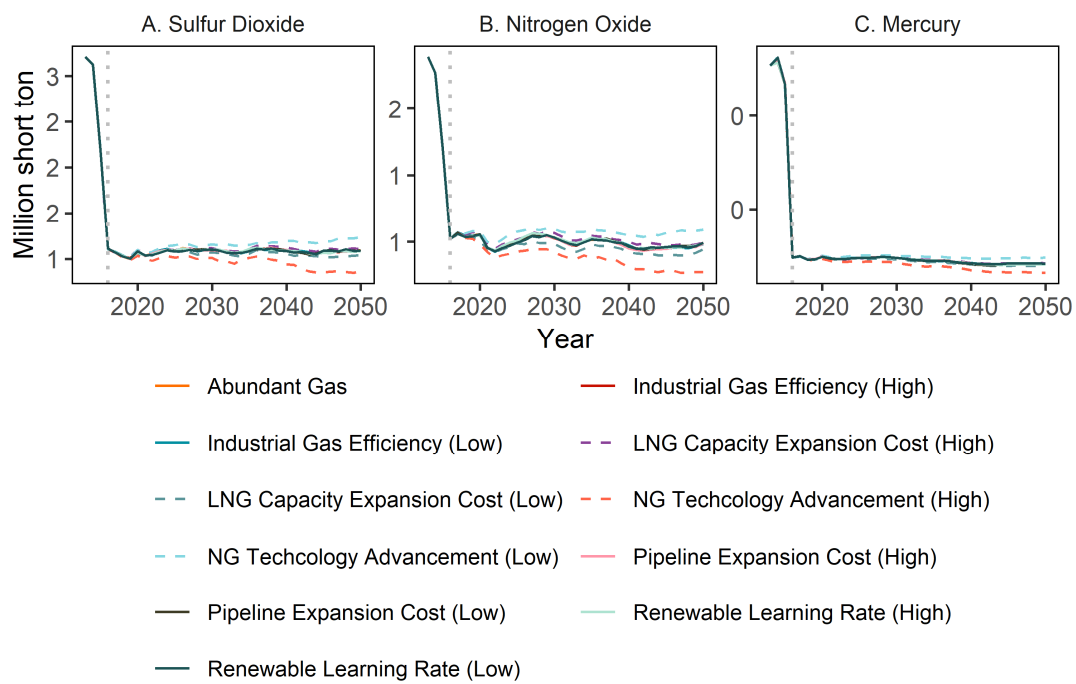 A. Sulfur Dioxide
B. Nitrogen Oxide
C. Mercury
Million short ton
3
2
2
2
1
2
1
1
0
0
2020 2030 2040 2050
2020 2030 2040 2050
2020 2030 2040 2050
Year
Abundant Gas
Industrial Gas Efficiency (High)
Industrial Gas Efficiency (Low)
LNG Capacity Expansion Cost (High)
LNG Capacity Expansion Cost (Low)
NG Techcology Advancement (High)
NG Techcology Advancement (Low)
Pipeline Expansion Cost (High)
Pipeline Expansion Cost (Low)
Renewable Learning Rate (High)
Renewable Learning Rate (Low)